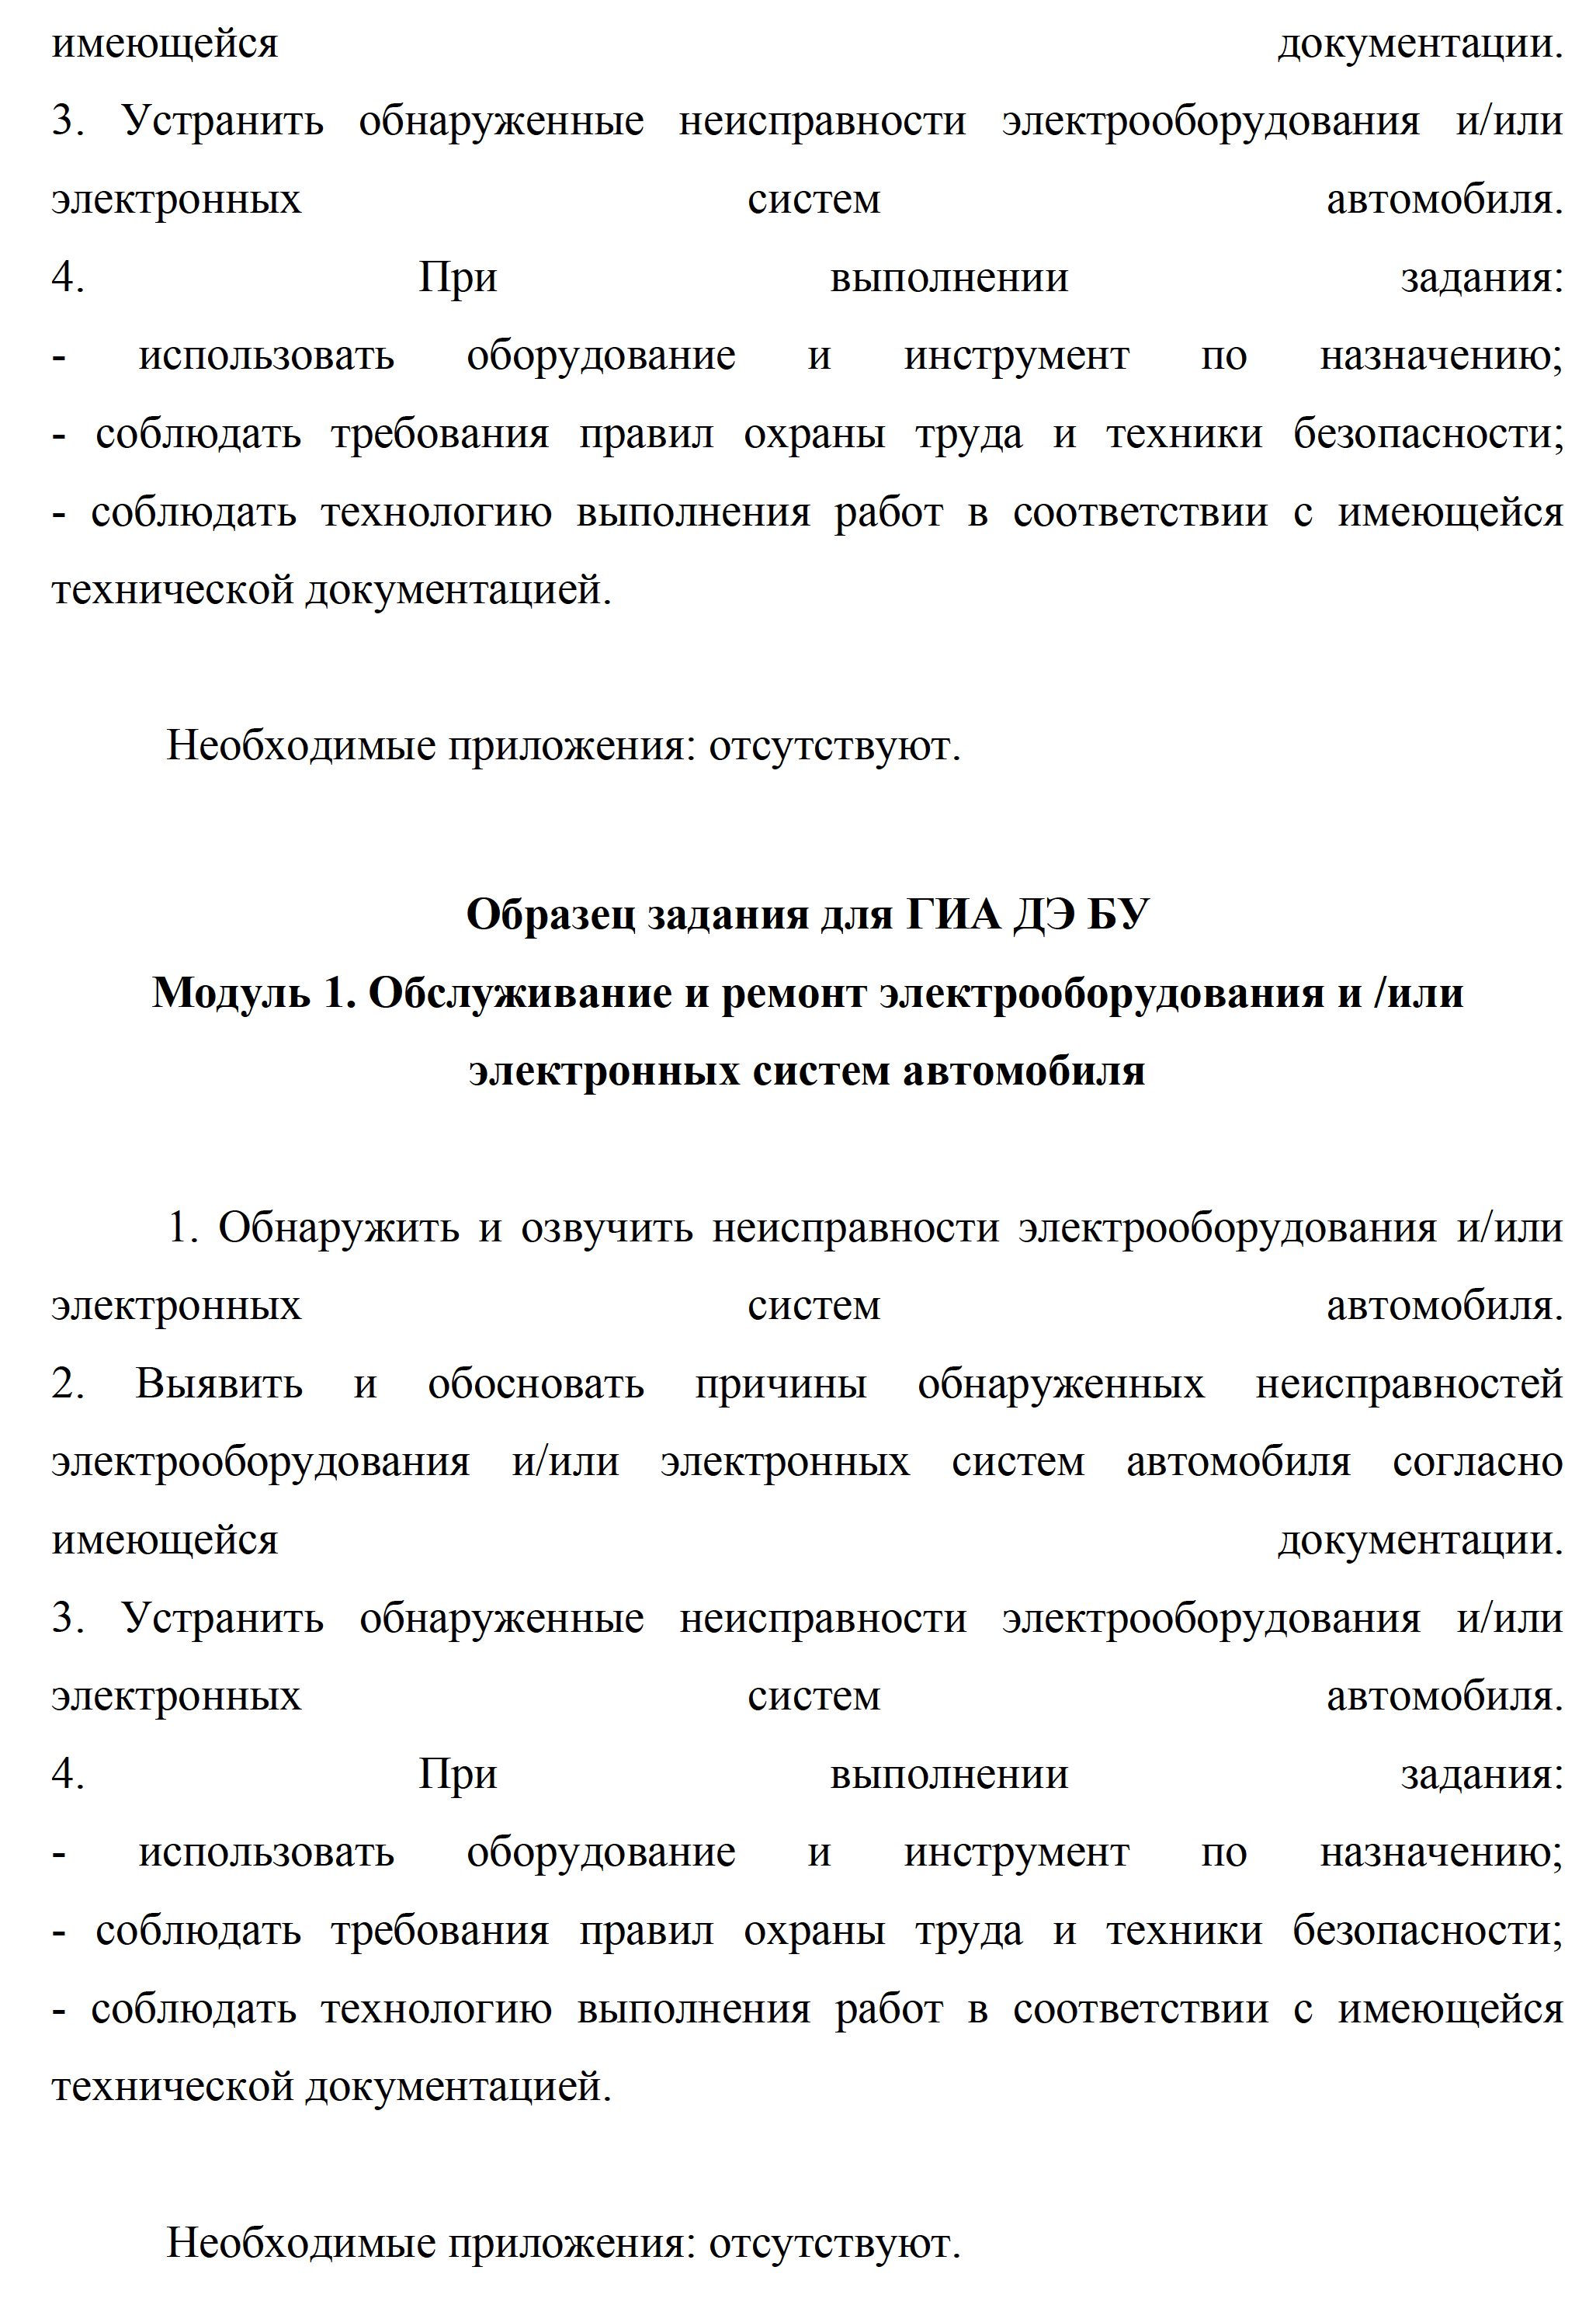 имеющейся документации.
3. Устранить обнаруженные неисправности электрооборудования и/или
электронных систем автомобиля.
4. При выполнении задания:
- использовать оборудование и инструмент по назначению;
- соблюдать требования правил охраны труда и техники безопасности;
- соблюдать технологию выполнения работ в соответствии с имеющейся
технической документацией.
Необходимые приложения: отсутствуют.
Образец задания для ГИА ДЭ БУ
Модуль 1. Обслуживание и ремонт электрооборудования и /или
электронных систем автомобиля
1. Обнаружить и озвучить неисправности электрооборудования и/или
электронных систем автомобиля.
2. Выявить и обосновать причины обнаруженных неисправностей
электрооборудования и/или электронных систем автомобиля согласно
имеющейся документации.
3. Устранить обнаруженные неисправности электрооборудования и/или
электронных систем автомобиля.
4. При выполнении задания:
- использовать оборудование и инструмент по назначению;
- соблюдать требования правил охраны труда и техники безопасности;
- соблюдать технологию выполнения работ в соответствии с имеющейся
технической документацией.
Необходимые приложения: отсутствуют.